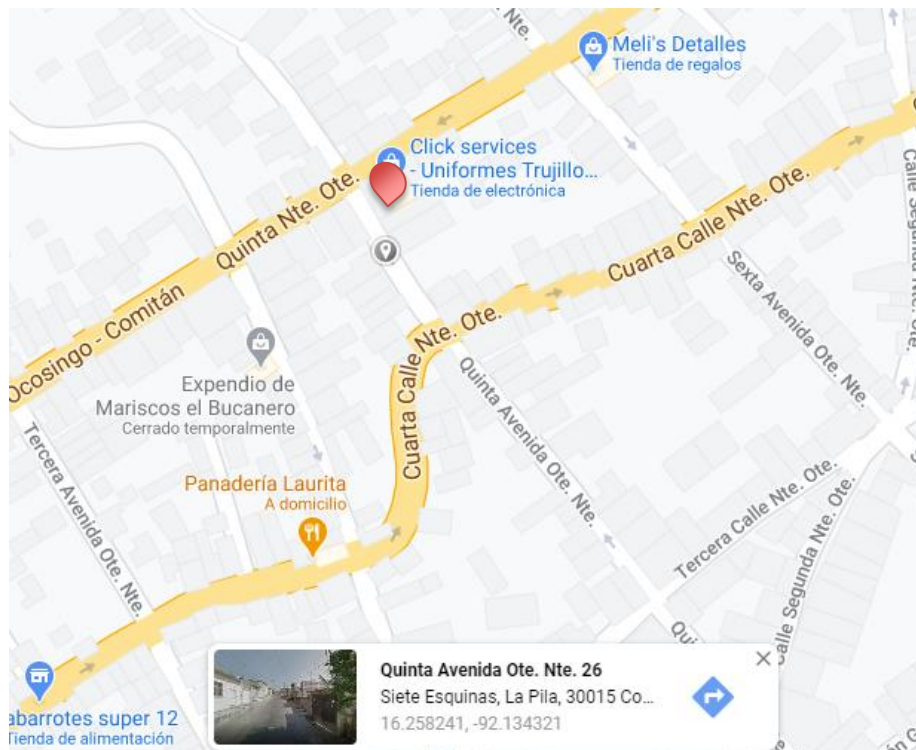 Nte.
Meli's Detalles
Tienda de regalos
Click services
- Uniformes Trujillo...
Tienda de electrónica
Quinta Nte. Ote.
Cuarta Calle Nte. Ote.
Calle Segunda Nte. Ote.
Ocosingo - Comitán
Cuarta Calle Nte. Ote.
Sexta Avenida Ote. Nte.
Expendio de
Mariscos el Bucanero
Cerrado temporalmente
Quinta Avenida Ote. Nte.
Tercera Avenida Ote. Nte.
Panadería Laurita
A domicilio
Tercera Calle Nte. Ote.
Calle Segunda Nte. Ote.
Qui
abarrotes super 12
Tienda de alimentación
Quinta Avenida Ote. Nte. 26
Siete Esquinas, La Pila, 30015 Co...
16.258241, -92.134321